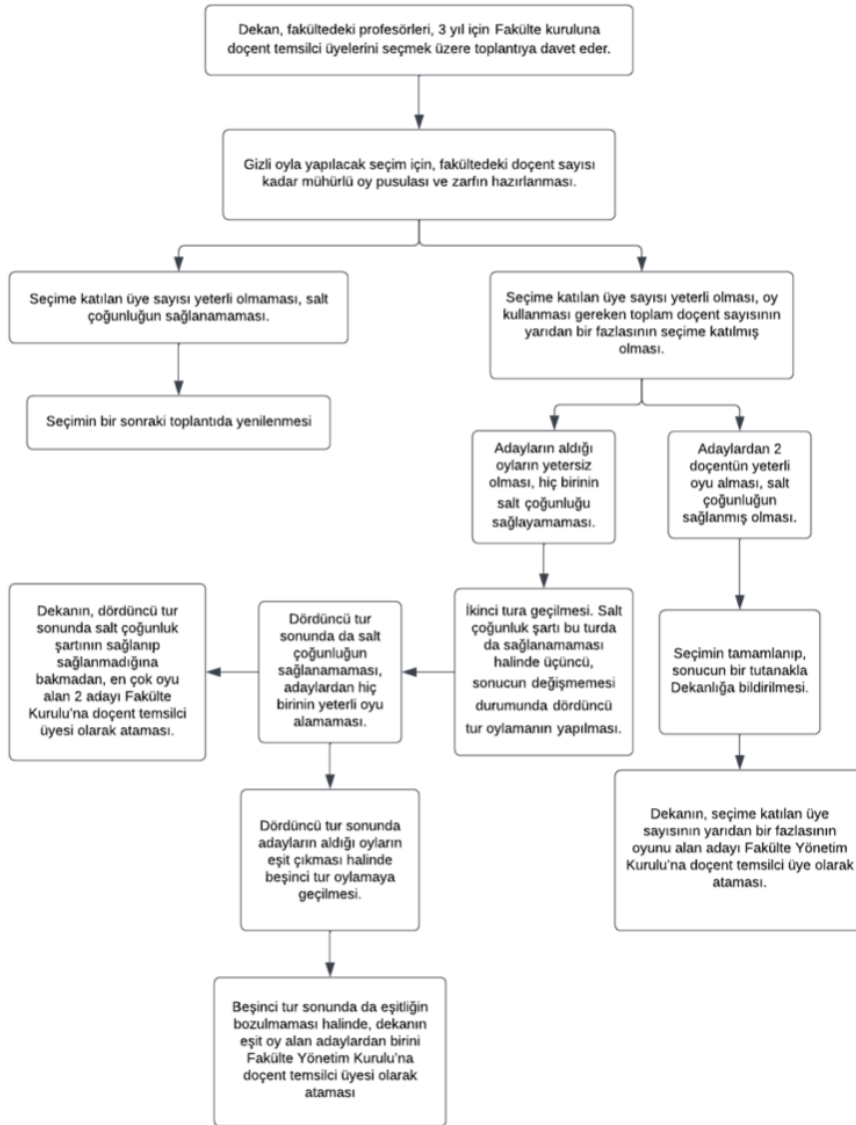 Dekan, fakültedeki profesörleri, 3 yıl için Fakülte kuruluna
doçent temsilci üyelerini seçmek üzere toplantıya davet eder.
Gizli oyla yapılacak seçim için, fakültedeki doçent sayısı
kadar mühürlü oy pusulası ve zarfın hazırlanması.
Seçime katılan üye sayısı yeterli olmaması, salt
çoğunluğun sağlanamaması.
Seçimin bir sonraki toplantıda yenilenmesi
Seçime katılan üye sayısı yeterli olması, oy
kullanması gereken toplam doçent sayısının
yarıdan bir fazlasının seçime katılmış
olması.
Adayların aldığı
oyların yetersiz
olması, hiç birinin
salt çoğunluğu
sağlayamaması.
Adaylardan 2
doçentün yeterli
oyu alması, salt
çoğunluğun
sağlanmış olması.
Dekanın, dördüncü tur
sonunda salt çoğunluk
şartının sağlanıp
sağlanmadığına
bakmadan, en çok oyu
alan 2 adayı Fakülte
Kurulu'na doçent temsilci
üyesi olarak ataması.
Dördüncü tur
sonunda da salt
çoğunluğun
sağlanamaması,
adaylardan hiç
birinin yeterli oyu
alamaması.
İkinci tura geçilmesi. Salt
çoğunluk şartı bu turda
da sağlanamaması
halinde üçüncü,
sonucun değişmemesi
durumunda dördüncü
tur oylamanın yapılması.
Seçimin tamamlanıp,
sonucun bir tutanakla
Dekanlığa bildirilmesi.
Dördüncü tur sonunda
adayların aldığı oyların
eşit çıkması halinde
beşinci tur oylamaya
geçilmesi.
Dekanın, seçime katılan üye
sayısının yarıdan bir fazlasının
oyunu alan adayı Fakülte Yönetim
Kurulu'na doçent temsilci üye olarak
ataması.
Beşinci tur sonunda da eşitliğin
bozulmaması halinde, dekanın
eşit oy alan adaylardan birini
Fakülte Yönetim Kurulu'na
doçent temsilci üyesi olarak
ataması